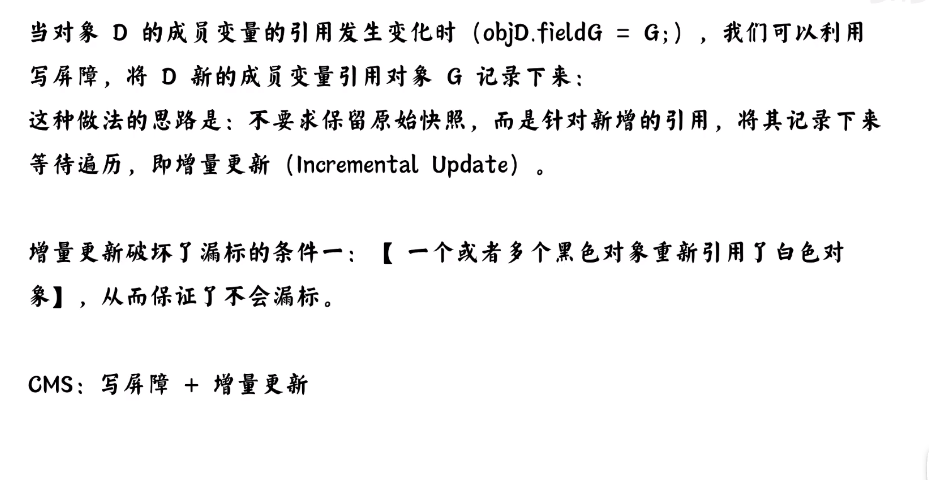 当对象 D 的成员变量的引用发生变化时（objD.fieldG = G;），我们可以利用
写屏障，将 D 新的成员变量引用对象 G 记录下来：
这种做法的思路是：不要求保留原始快照，而是针对新增的引用，将其记录下来
等待遍历，即增量更新（Incremental Update）。
增量更新破坏了漏标的条件一：【 一个或者多个黑色对象重新引用了白色对
象】，从而保证了不会漏标。
CMS：写屏障 + 增量更新